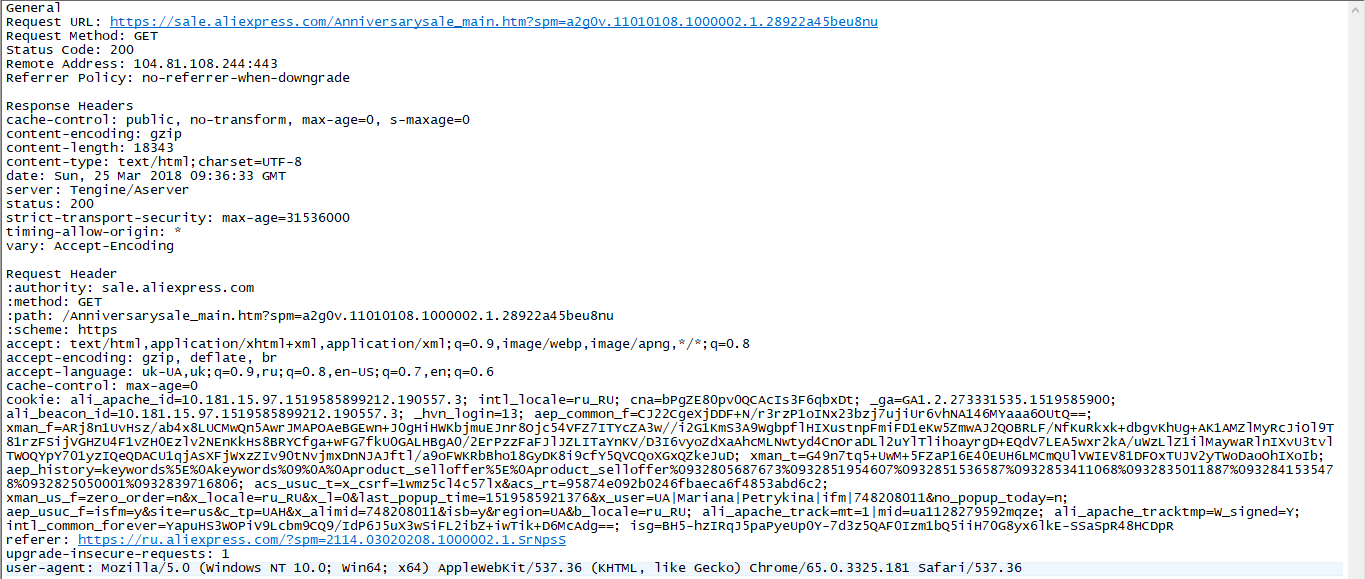 General
Request URL: https://sale.aliexpress.com/Anniversarysale_main.htm?spm=a2g0v.11010108.1000002.1.28922a45beu8nu
Request Method: GET
Status Code: 200
Remote Address: 104.81.108.244:443
Referrer Policy: no-referrer-when-downgrade
Response Headers
cache-control: public, no-transform, max-age=0, s-maxage=0
content-encoding: gzip
content-length: 18343
content-type: text/html;charset=UTF-8
date: Sun, 25 Mar 2018 09:36:33 GMT
server: Tengine/Aserver
status: 200
strict-transport-security: max-age=31536000
timing-allow-origin: *
vary: Accept-Encoding
Request Header
:authority: sale.aliexpress.com
:method: GET
:path: /Anniversarysale_main.htm?spm=a2g0v.11010108.1000002.1.28922a45beu8nu
:scheme: https
accept: text/html,application/xhtml+xml,application/xml;q=0.9,image/webp,image/apng,*/*;q=0.8
accept-encoding: gzip, deflate, br
accept-language: uk-UA,uk;q=0.9,ru;q=0.8,en-US;q=0.7,en;q=0.6
cache-control: max-age=0
cookie: ali_apache_id=10.181.15.97.1519585899212.190557.3; intl_locale=ru_RU; cna=bPgZE80pv0QCAcIs3F6qbxDt; _ga=GA1.2.273331535.1519585900;
ali_beacon_id=10.181.15.97.1519585899212.190557.3; _hvn_login=13; aep_common_f=CJ22CgeXjDDF+N/r3rzP1oINx23bzj7ujiUr6vhNA146MYaaa6OUtQ==;
xman_f=ARj8n1UvHsz/ab4x8LUCMwQn5AwrJMAPOAeBGEwn+J0gHiHWKbjmuEJnr8Ojc54VFZ7ITYcZA3w//i2G1KmS3A9WgbpflHIXustnpFmiFD1eKw5ZmwAJ2QOBRLF/NfKuRkxk+dbgvKhUg+AK1AMZlMyRcJiOl9T
81rzFSijVGHZU4F1vZH0Ezlv2NEnKkHs8BRYCfga+wFG7fkU0GALHBgA0/2ErPzzFaFJlJZLITaYnKV/D3I6vyoZdXaAhcMLNwtyd4CnOraDLl2uYlTlihoayrgD+EQdV7LEA5wxr2kA/uWzLlZ1ilMaywaRlnIXvU3tvl
TWOQYpY7O1yzIQeQDACU1qjAsXFjWxzZIv9OtNvjmxDnNJAJftl/a9oFWKRbBho18GyDK8i9cfY5QVCQoXGxQZkeJuD; xman_t=G49n7tq5+UwM+5FZaP16E40EUH6LMCmQUlVWIEV81DFOxTUJV2yTWoDaoOhIXoIb;
aep_history=keywords%5E%0Akeywords%09%0A%0Aproduct_selloffer%5E%0Aproduct_selloffer%0932805687673%0932851954607%0932851536587%0932853411068%0932835011887%093284153547
8%0932825050001%0932839716806; acs_usuc_t=x_csrf=1wmz5cl4c57lx&acs_rt=95874e092b0246fbaeca6f4853abd6c2;
xman_us_f=zero_order=n&x_locale=ru_RU&x_l=0&last_popup_time=1519585921376&x_user=UA|Mariana|Petrykina|ifm|748208011&no_popup_today=n;
aep_usuc_f=isfm=y&site=rus&c_tp=UAH&x_alimid=748208011&isb=y&region=UA&b_locale=ru_RU; ali_apache_track=mt=1|mid=ua1128279592mqze; ali_apache_tracktmp=W_signed=Y;
intl_common_forever=YapuHS3WOPiV9Lcbm9CQ9/IdP6J5uX3wSiFL2ibZ+iwTik+D6McAdg==; isg=BH5-hzIRqJ5paPyeUp0Y-7d3z5QAF0Izm1bQ5iiH7OG8yx6lkE-SSaSpR48HCDpR
referer: https://ru.aliexpress.com/?spm=2114.03020208.1000002.1.SrNpsS
upgrade-insecure-requests: 1
user-agent: Mozilla/5.0 (Windows NT 10.0; Win64; x64) AppleWebKit/537.36 (KHTML, like Gecko) Chrome/65.0.3325.181 Safari/537.36